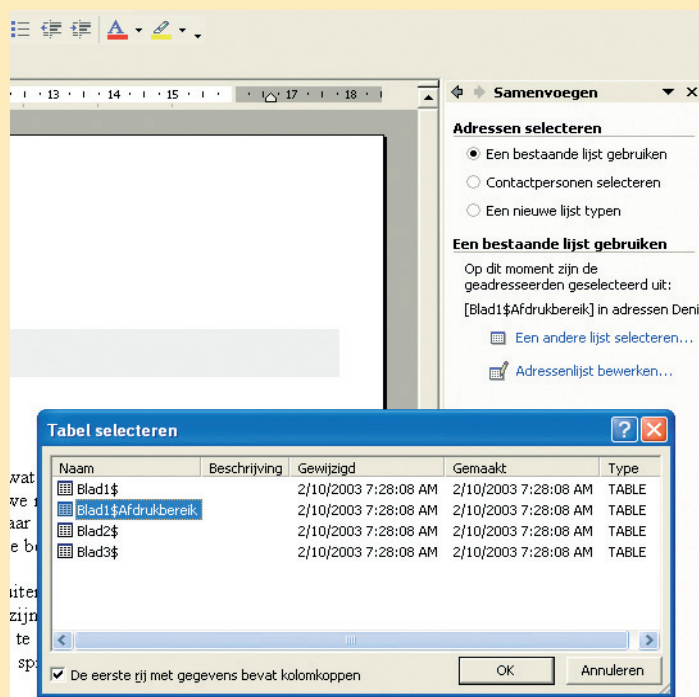 · ı · 13 · ı · 14 · ı · 15 · ı · · ı · 17 · ı · 18 · ı
Samenvoegen
Adressen selecteren
Een bestaande lijst gebruiken
Contactpersonen selecteren
Een nieuwe lijst typen
Een bestaande lijst gebruiken
Op dit moment zijn de
geadresseerden geselecteerd uit:
[Blad1$Afdrukbereik] in adressen Deni
Een andere lijst selecteren...
Adressenlijst bewerken...
Tabel selecteren
Naam Beschrijving Gewijzigd Gemaakt Type
Blad1$ 2/10/2003 7:28:08 AM 2/10/2003 7:28:08 AM TABLE
Blad1$Afdrukbereik 2/10/2003 7:28:08 AM 2/10/2003 7:28:08 AM TABLE
Blad2$ 2/10/2003 7:28:08 AM 2/10/2003 7:28:08 AM TABLE
Blad3$ 2/10/2003 7:28:08 AM 2/10/2003 7:28:08 AM TABLE
De eerste rij met gegevens bevat kolomkoppen
OK Annuleren
wat
aar
zijn
te